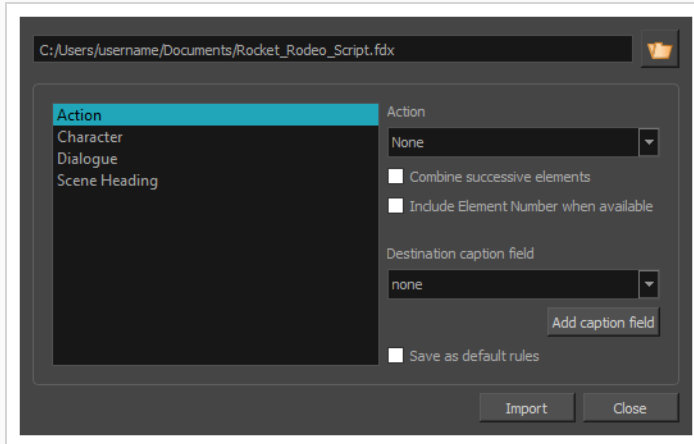 C:/Users/username/Documents/Rocket_Rodeo_Script.fdx
Action
Character
Dialogue
Scene Heading
Action
None
Combine successive elements
Include Element Number when available
Destination caption field
none
Add caption field
Save as default rules
Import
Close